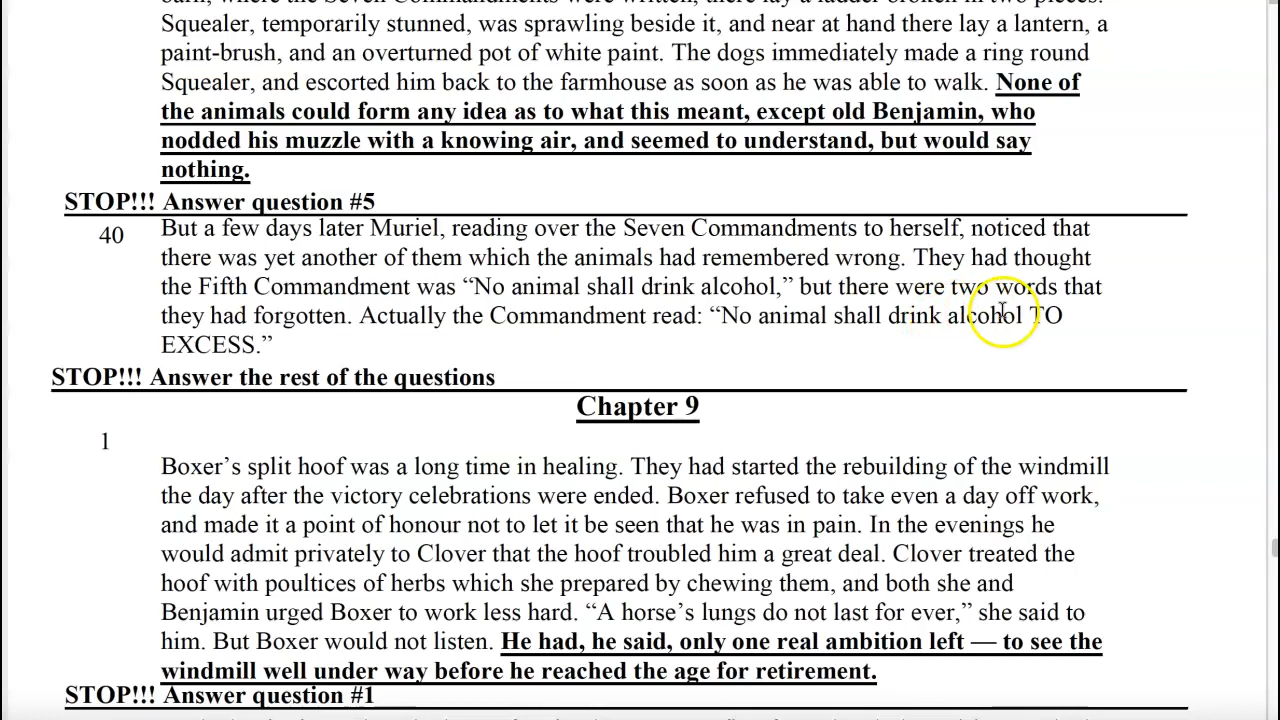 barn, where the Seven Commandments were written, there lay a ladder broken in two pieces.
Squealer, temporarily stunned, was sprawling beside it, and near at hand there lay a lantern, a
paint-brush, and an overturned pot of white paint. The dogs immediately made a ring round
Squealer, and escorted him back to the farmhouse as soon as he was able to walk. None of
the animals could form any idea as to what this meant, except old Benjamin, who
nodded his muzzle with a knowing air, and seemed to understand, but would say
nothing.
STOP!!! Answer question #5
40
But a few days later Muriel, reading over the Seven Commandments to herself, noticed that
there was yet another of them which the animals had remembered wrong. They had thought
the Fifth Commandment was “No animal shall drink alcohol,” but there were two words that
they had forgotten. Actually the Commandment read: “No animal shall drink alcohol TO
EXCESS.”
STOP!!! Answer the rest of the questions
Chapter 9
1
Boxer’s split hoof was a long time in healing. They had started the rebuilding of the windmill
the day after the victory celebrations were ended. Boxer refused to take even a day off work,
and made it a point of honour not to let it be seen that he was in pain. In the evenings he
would admit privately to Clover that the hoof troubled him a great deal. Clover treated the
hoof with poultices of herbs which she prepared by chewing them, and both she and
Benjamin urged Boxer to work less hard. “A horse’s lungs do not last for ever,” she said to
him. But Boxer would not listen. He had, he said, only one real ambition left — to see the
windmill well under way before he reached the age for retirement.
STOP!!! Answer question #1